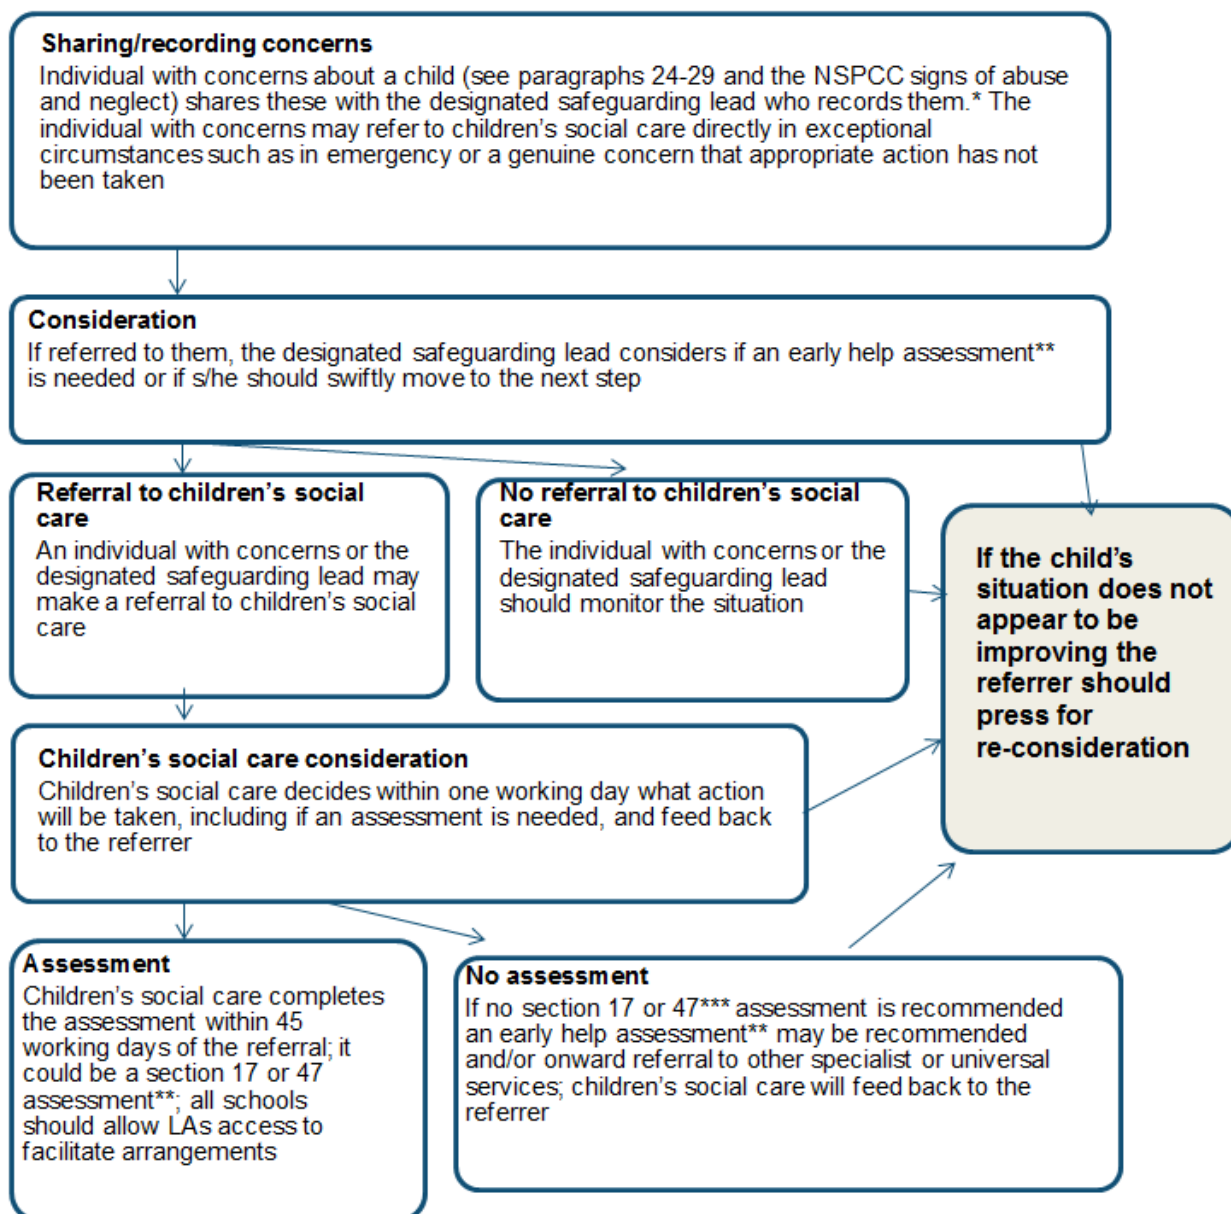 Sharing/recording concerns
Individual with concerns about a child (see paragraphs 24-29 and the NSPCC signs of abuse
and neglect) shares these with the designated safeguarding lead who records them.* The
individual with concerns may refer to children's social care directly in exceptional
circumstances such as in emergency or a genuine concern that appropriate action has not
been taken
Consideration
If referred to them, the designated safeguarding lead considers if an early help assessment**
is needed or if s/he should swiftly move to the next step
Referral to children's social
care
An individual with concerns or the
designated safeguarding lead may
make a referral to children's social
care
No referral to children's social
care
The individual with concerns or the
designated safeguarding lead
should monitor the situation
If the child's
situation does not
appear to be
improving the
referrer should
press for
re-consideration
Children's social care consideration
Children's social care decides within one working day what action
will be taken, including if an assessment is needed, and feed back
to the referrer
Assessment
Children's social care completes
the assessment within 45
working days of the referral; it
could be a section 17 or 47
assessment**; all schools
should allow LAs access to
facilitate arrangements
No assessment
If no section 17 or 47*** assessment is recommended
an early help assessment** may be recommended
and/or onward referral to other specialist or universal
services; children's social care will feed back to the
referrer